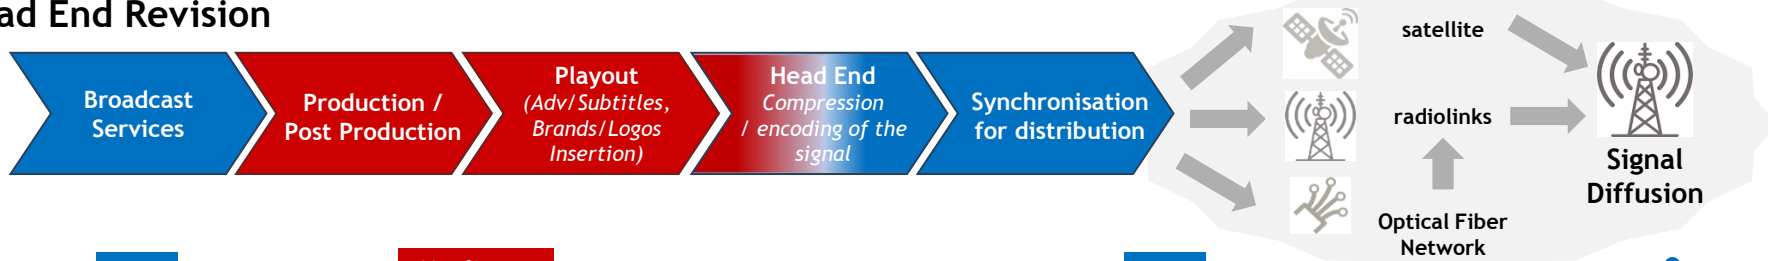 ad End Revision
Broadcast
Services
Production /
Post Production
Playout
(Adv/Subtitles,
Brands/Logos
Insertion)
Head End
Compression
/ encoding of the
signal
Synchronisation
for distribution
satellite
radiolinks
Optical Fiber
Network
Signal
Diffusion